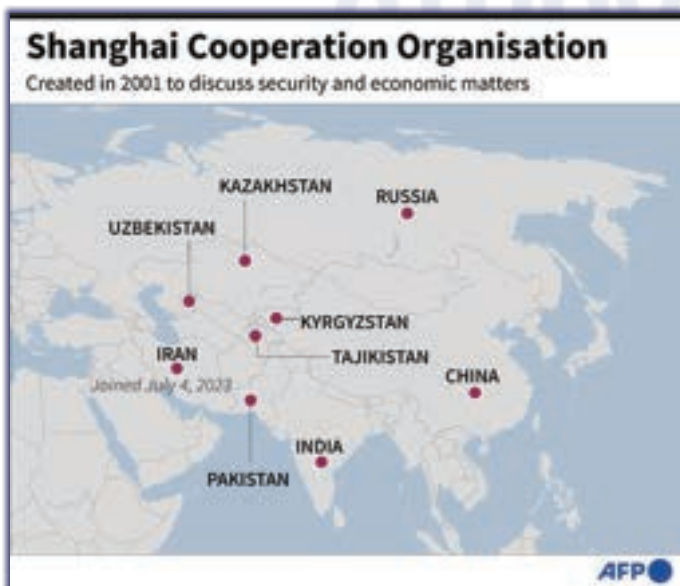 Shanghai Cooperation Organisation
Created in 2001 to discuss security and economic matters
KAZAKHSTAN
RUSSIA
UZBEKISTAN
KYRGYZSTAN
TAJIKISTAN
IRAN
Joined July 4, 2023
CHINA
INDIA
PAKISTAN
AFP